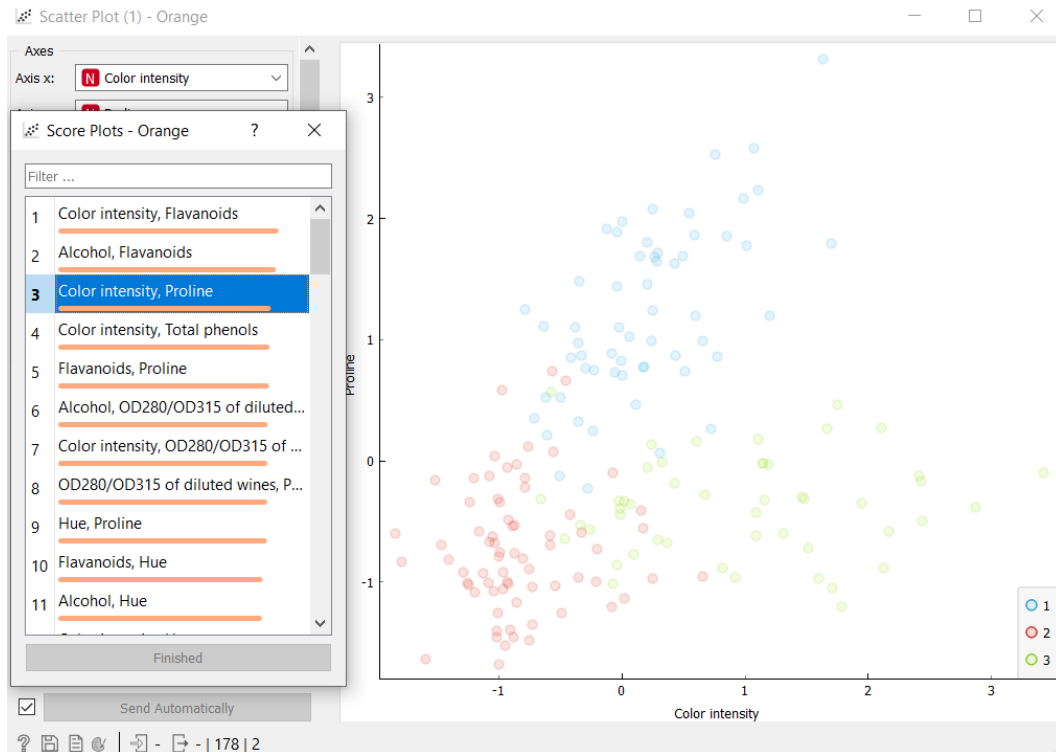 Scatter Plot (1) - Orange
Axes
Axis x:
N Color intensity
Score Plots - Orange
?
Filter ...
1 Color intensity, Flavanoids
2 Alcohol, Flavanoids
3 Color intensity, Proline
4 Color intensity, Total phenols
5 Flavanoids, Proline
6 Alcohol, OD280/OD315 of diluted...
7 Color intensity, OD280/OD315 of ...
8 OD280/OD315 of diluted wines, P...
9 Hue, Proline
10 Flavanoids, Hue
11 Alcohol, Hue
Finished
Send Automatically
? - - | 178 | 2
Proline
3
2
1
0
-1
-1 0 1 2 3
Color intensity
1
2
3